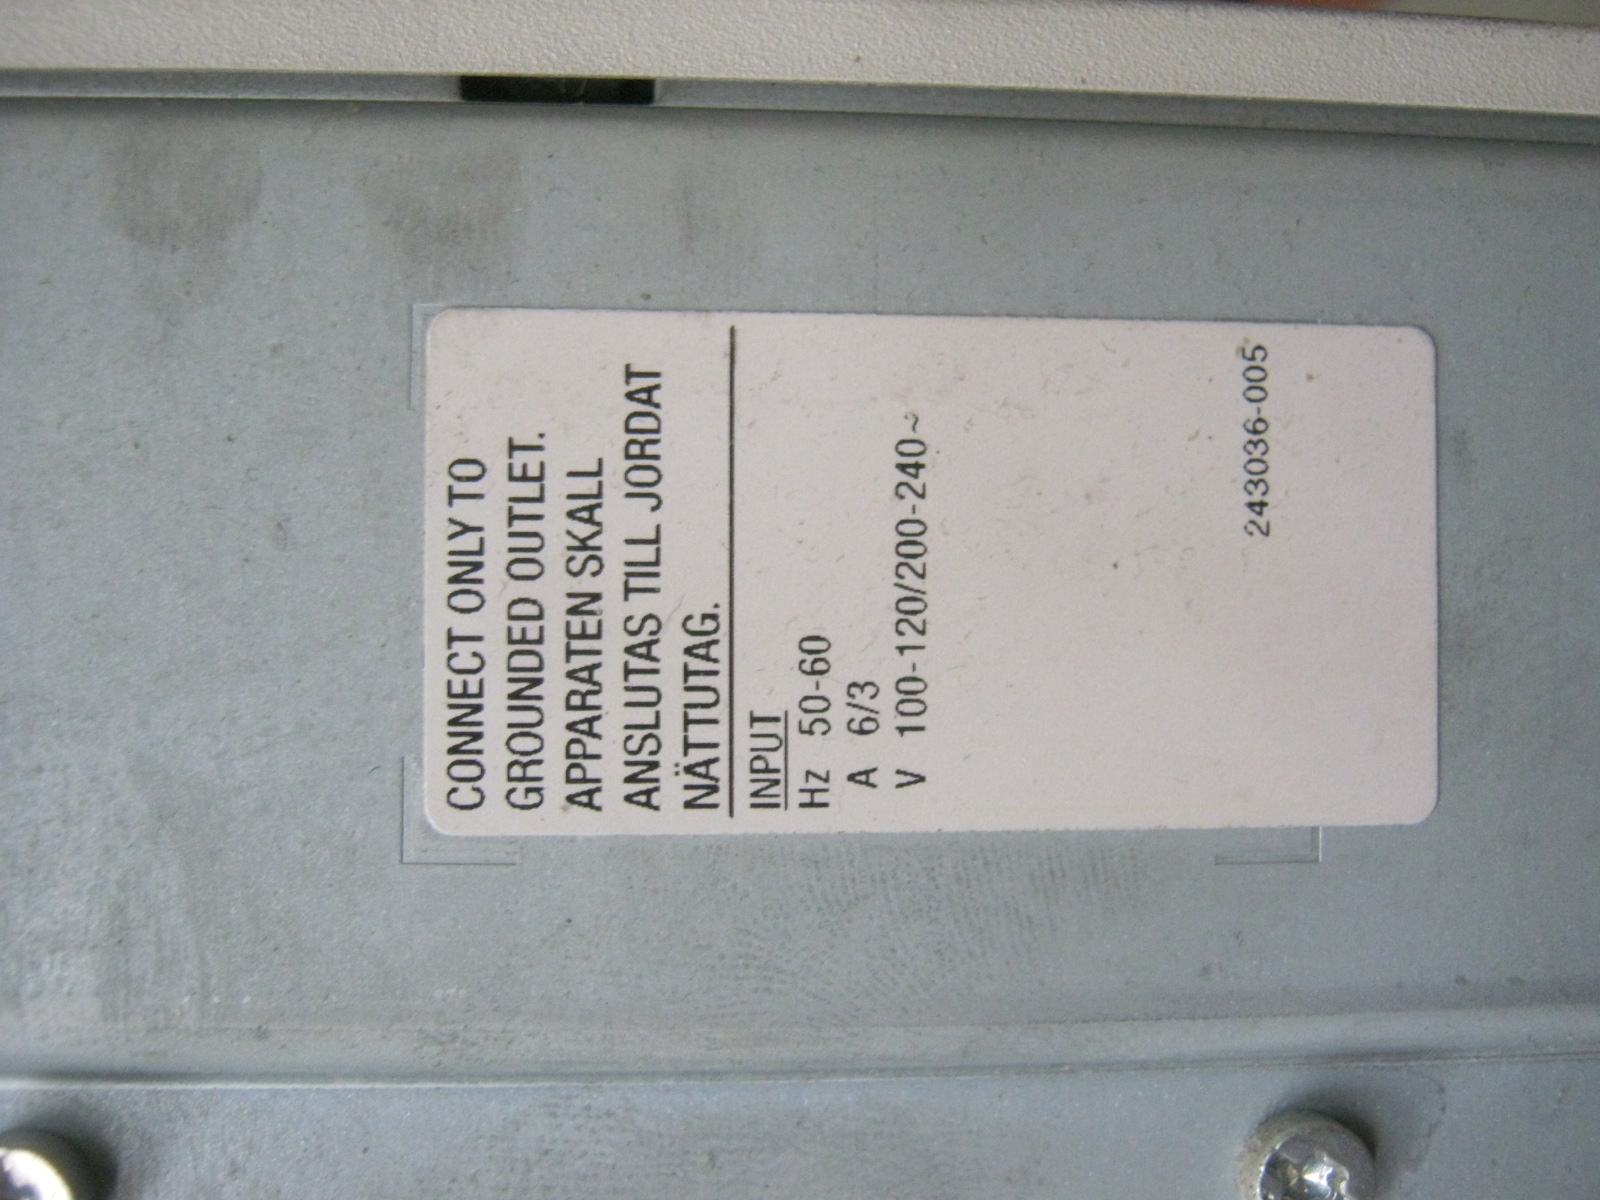 CONNECT ONLY TO
GROUNDED OUTLET.
APPARATEN SKALL
ANSLUTAS TILL JORDAT
NÄTTUTAG.
INPUT
Hz 50-60
A 6/3
V 100-120/200-240~
243036-005